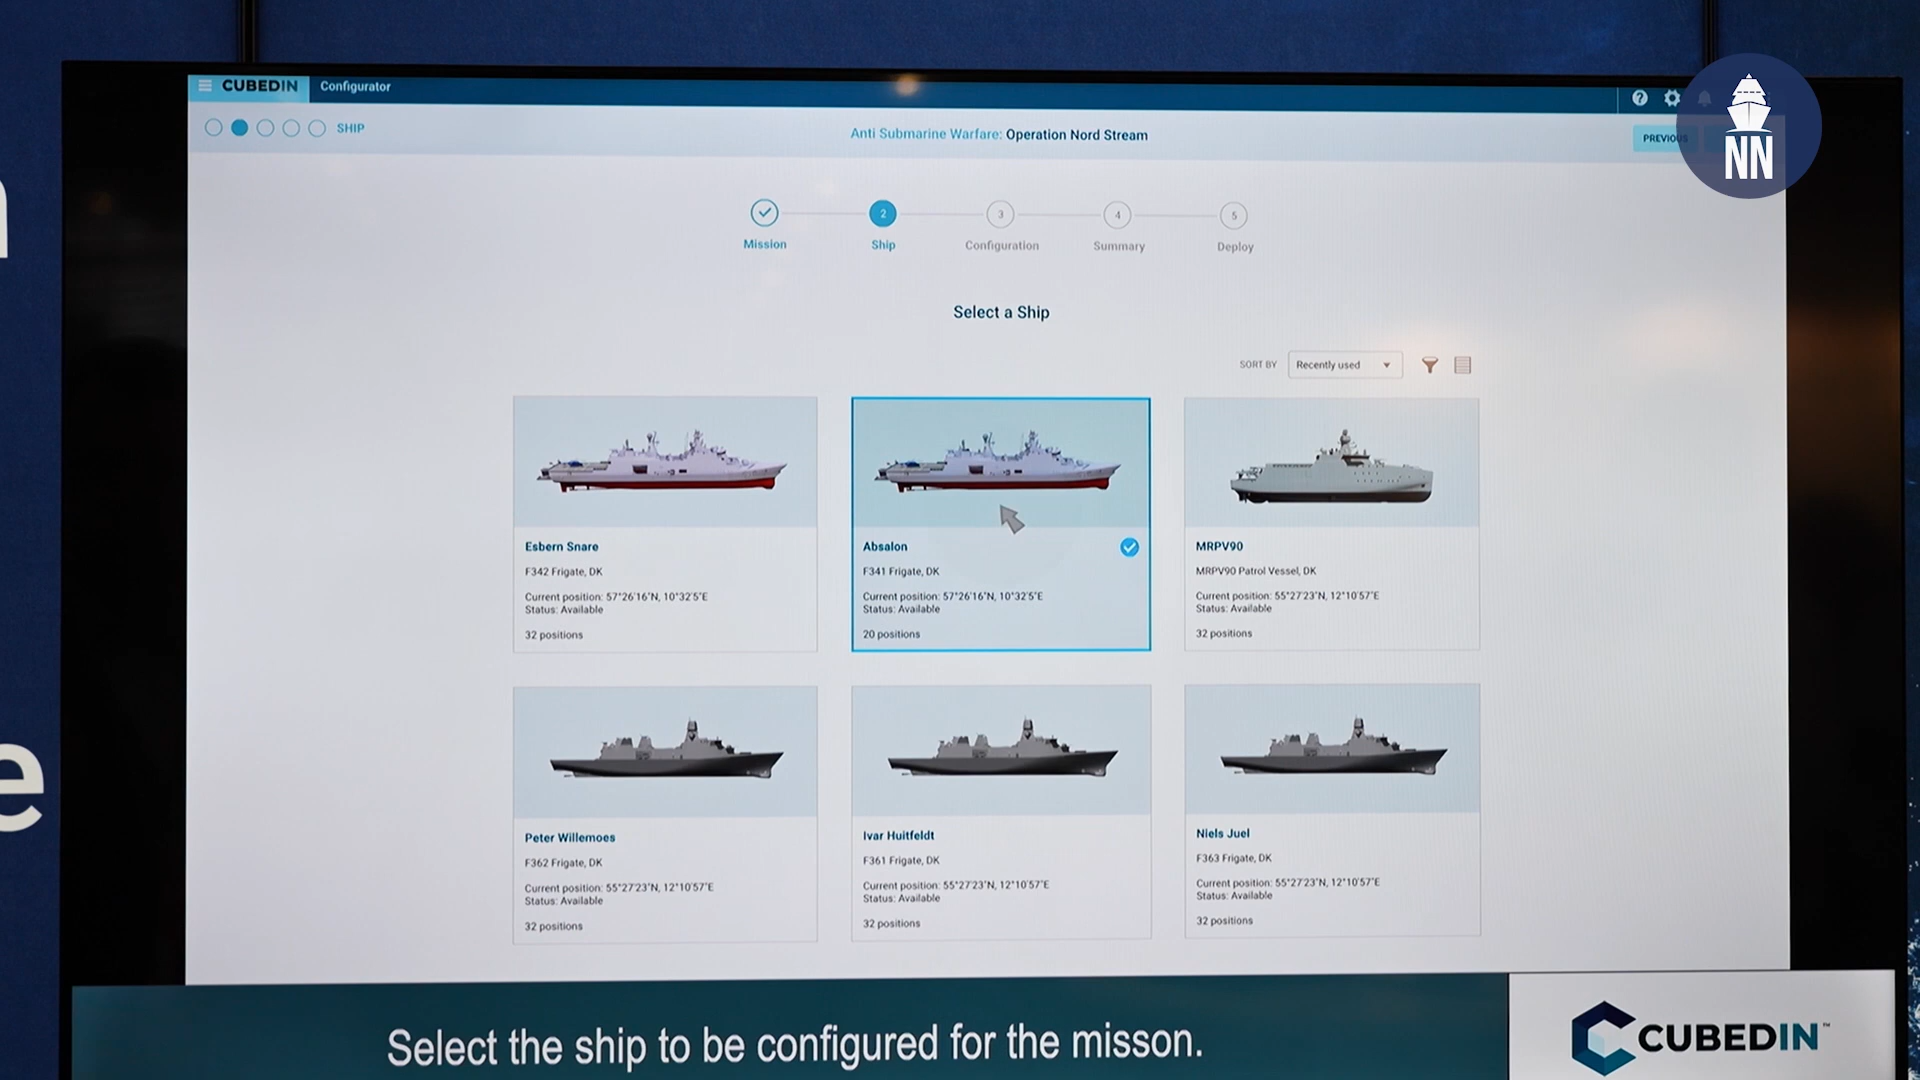 CUBEDIN Configurator
SHIP
Anti Submarine Warfare: Operation Nord Stream
PREVIOUS
NN
2 3 4 5
Mission Ship Configuration Summary Deploy
Select a Ship
SORT BY Recently used
Esbern Snare
F342 Frigate, DK
Current position: 57°26'16"N, 10°32'5"E
Status: Available
32 positions
Absalon
F341 Frigate, DK
Current position: 57°26'16"N, 10°32'5"E
Status: Available
20 positions
MRPV90
MRPV90 Patrol Vessel, DK
Current position: 55°27'23"N, 12°10'57"E
Status: Available
32 positions
Peter Willemoes
F362 Frigate, DK
Current position: 55°27'23"N, 12°10'57"E
Status: Available
32 positions
Ivar Huitfeldt
F361 Frigate, DK
Current position: 55°27'23"N, 12°10'57"E
Status: Available
32 positions
Niels Juel
F363 Frigate, DK
Current position: 55°27'23"N, 12°10'57"E
Status: Available
32 positions
Select the ship to be configured for the misson.
CUBEDIN™